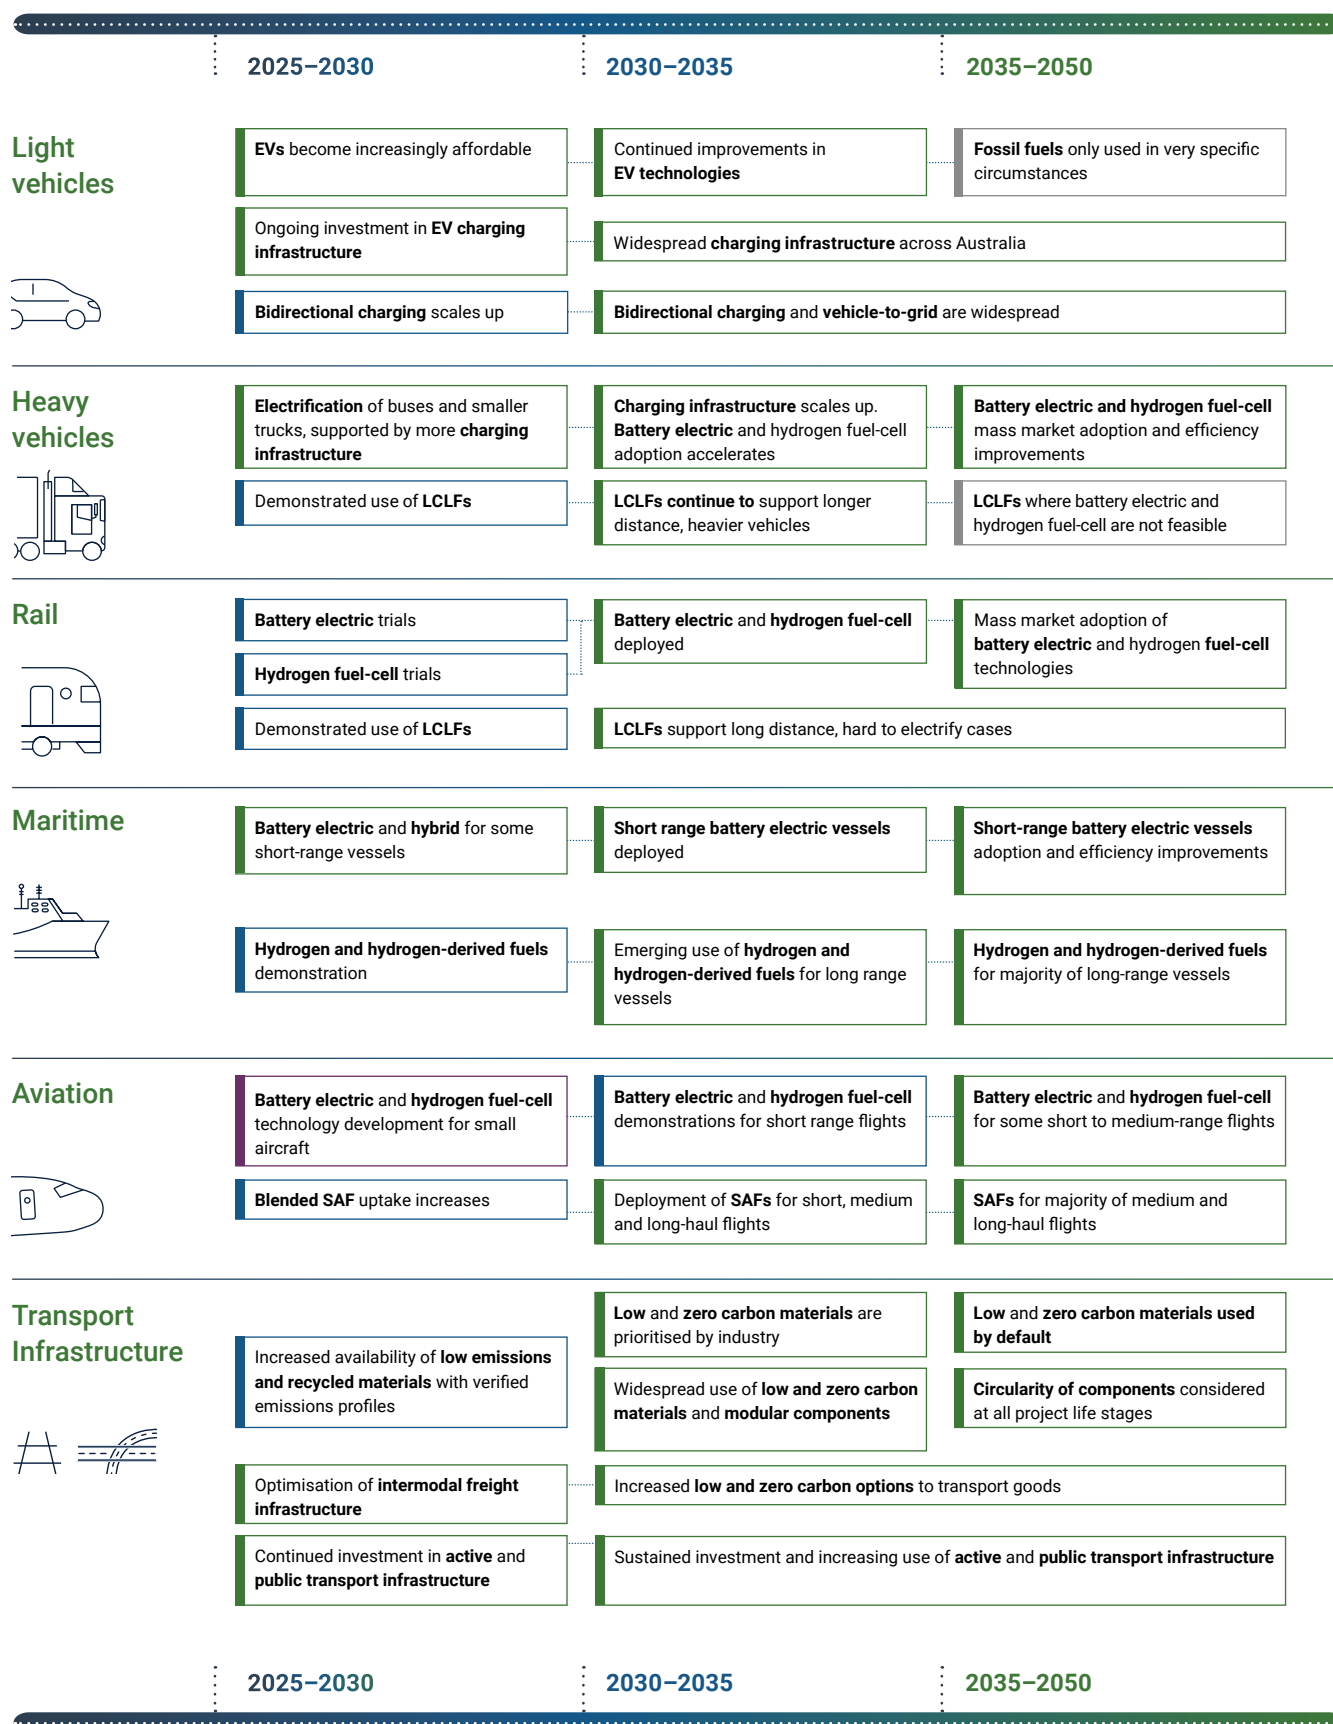 2025–2030
2030–2035
2035–2050
Light
vehicles
EVs become increasingly affordable
Continued improvements in
EV technologies
Fossil fuels only used in very specific
circumstances
Ongoing investment in EV charging
infrastructure
Widespread charging infrastructure across Australia
Bidirectional charging scales up
Bidirectional charging and vehicle-to-grid are widespread
Heavy
vehicles
Electrification of buses and smaller
trucks, supported by more charging
infrastructure
Charging infrastructure scales up.
Battery electric and hydrogen fuel-cell
adoption accelerates
Battery electric and hydrogen fuel-cell
mass market adoption and efficiency
improvements
Demonstrated use of LCLFs
LCLFs continue to support longer
distance, heavier vehicles
LCLFs where battery electric and
hydrogen fuel-cell are not feasible
Rail
Battery electric trials
Hydrogen fuel-cell trials
Battery electric and hydrogen fuel-cell
deployed
Mass market adoption of
battery electric and hydrogen fuel-cell
technologies
Demonstrated use of LCLFs
LCLFs support long distance, hard to electrify cases
Maritime
Battery electric and hybrid for some
short-range vessels
Short range battery electric vessels
deployed
Short-range battery electric vessels
adoption and efficiency improvements
Hydrogen and hydrogen-derived fuels
demonstration
Emerging use of hydrogen and
hydrogen-derived fuels for long range
vessels
Hydrogen and hydrogen-derived fuels
for majority of long-range vessels
Aviation
Battery electric and hydrogen fuel-cell
technology development for small
aircraft
Battery electric and hydrogen fuel-cell
demonstrations for short range flights
Battery electric and hydrogen fuel-cell
for some short to medium-range flights
Blended SAF uptake increases
Deployment of SAFs for short, medium
and long-haul flights
SAFs for majority of medium and
long-haul flights
Transport
Infrastructure
Increased availability of low emissions
and recycled materials with verified
emissions profiles
Low and zero carbon materials are
prioritised by industry
Low and zero carbon materials used
by default
Widespread use of low and zero carbon
materials and modular components
Circularity of components considered
at all project life stages
Optimisation of intermodal freight
infrastructure
Increased low and zero carbon options to transport goods
Continued investment in active and
public transport infrastructure
Sustained investment and increasing use of active and public transport infrastructure
2025–2030
2030–2035
2035–2050